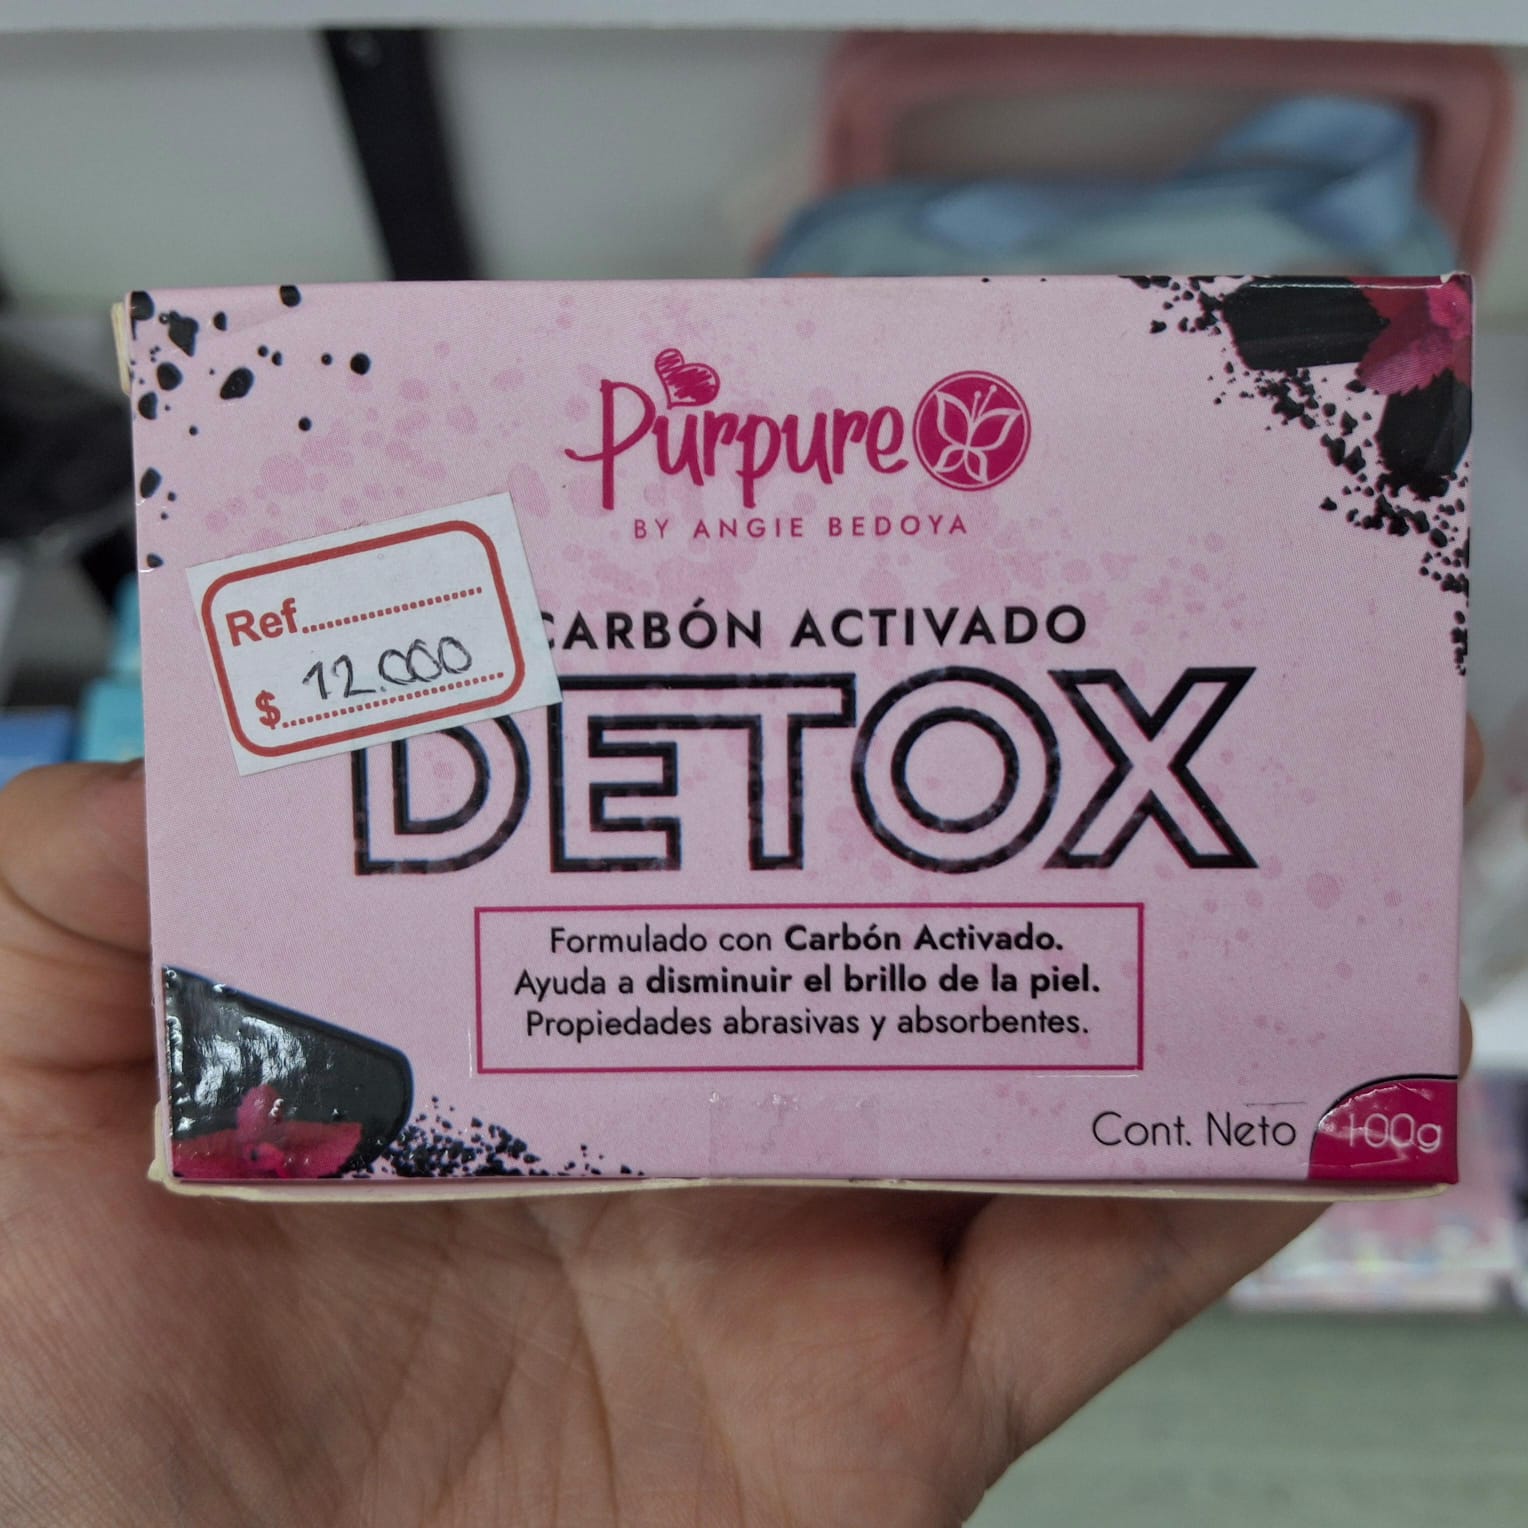 Purpure
BY ANGIE BEDOYA
Ref
$ 12.000
CARBÓN ACTIVADO
DETOX
Formulado con Carbón Activado.
Ayuda a disminuir el brillo de la piel.
Propiedades abrasivas y absorbentes.
Cont. Neto 100g